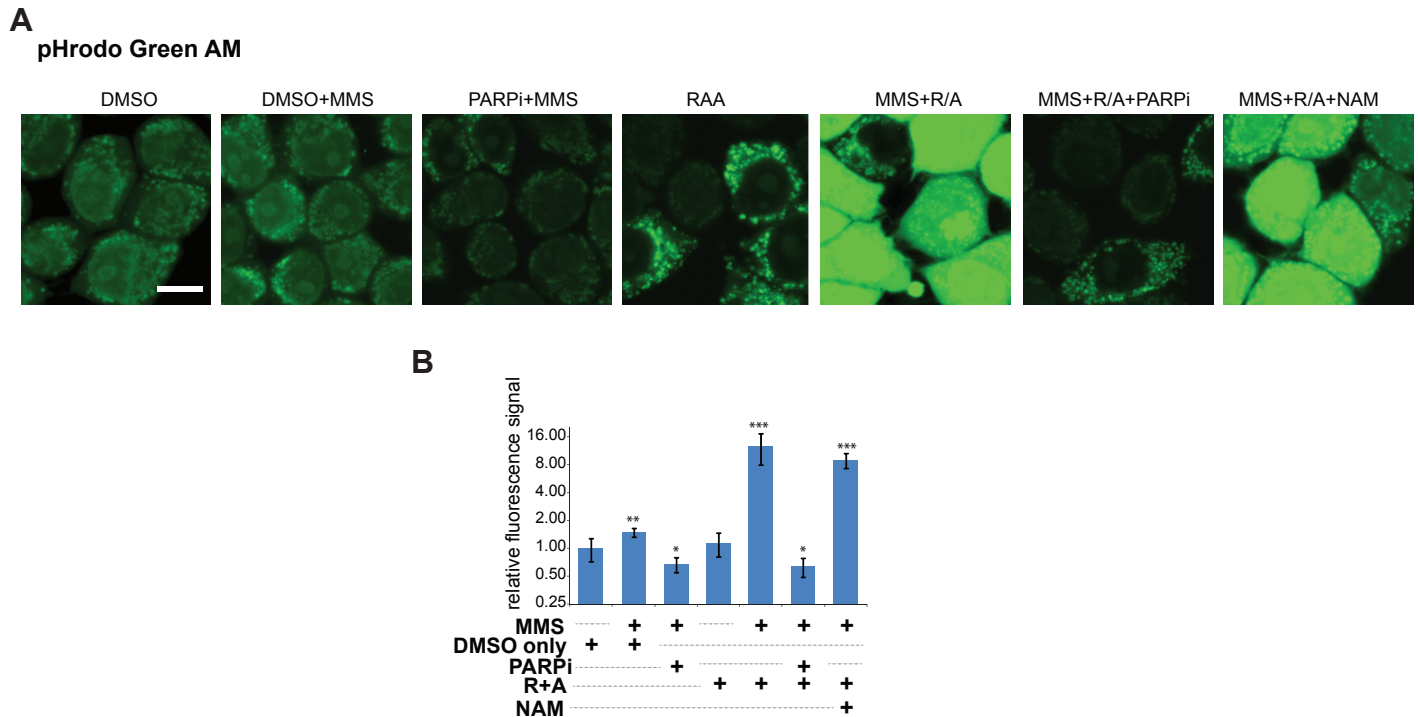 A
pHrodo Green AM
DMSO DMSO+MMS PARPi+MMS RAA MMS+R/A MMS+R/A+PARPi MMS+R/A+NAM
B
relative fluorescence signal
16.00
8.00
4.00
2.00
1.00
0.50
0.25
** * *** * ***
MMS + + + + +
DMSO only + +
PARPi + +
R+A + + + +
NAM +